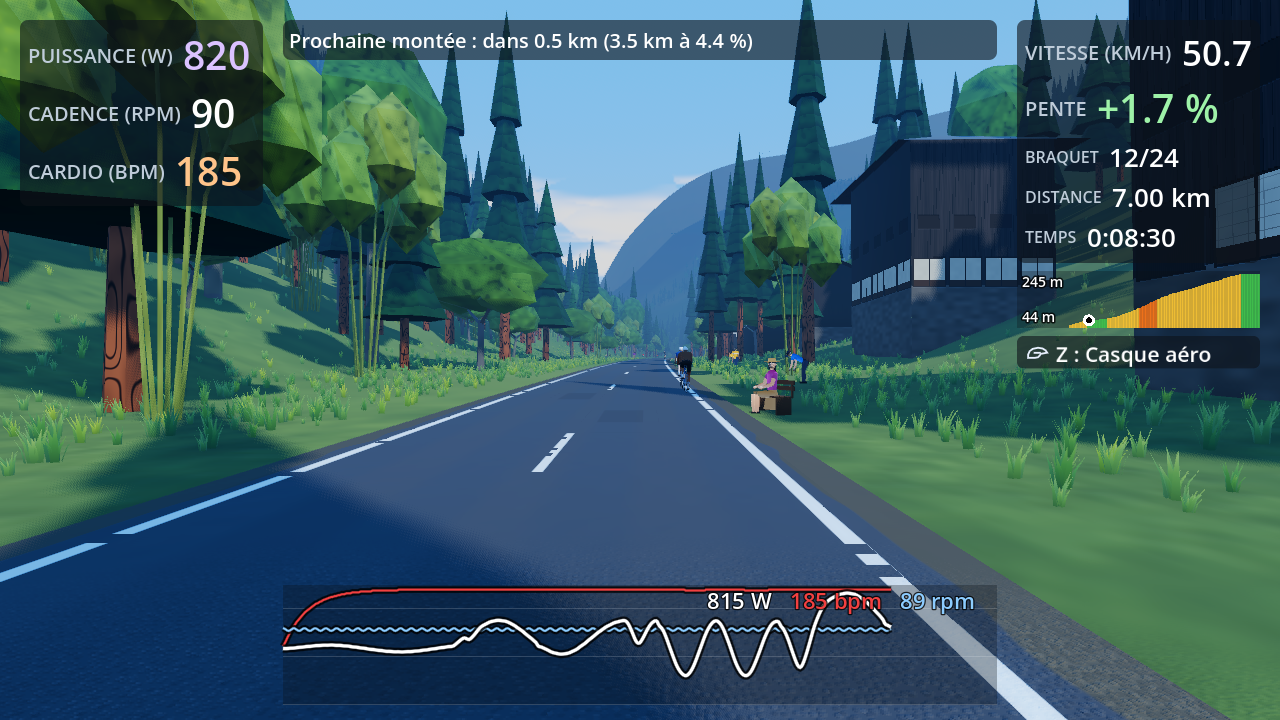 PUISSANCE (W) 820
CADENCE (RPM) 90
CARDIO (BPM) 185
Prochaine montée : dans 0.5 km (3.5 km à 4.4 %)
VITESSE (KM/H) 50.7
PENTE +1.7 %
BRAQUET 12/24
DISTANCE 7.00 km
TEMPS 0:08:30
245 m
44 m
Z : Casque aéro
815 W 185 bpm 89 rpm